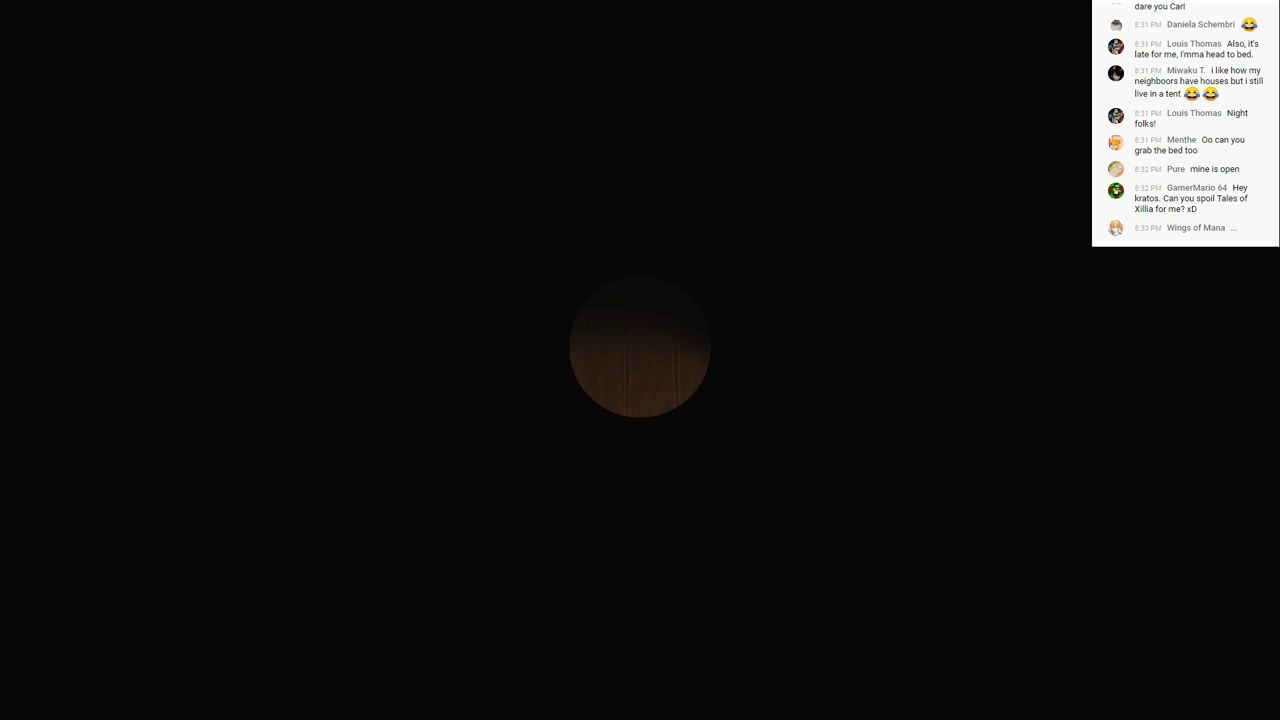 dare you Carl
8:31 PM Daniela Schembri 😂
8:31 PM Louis Thomas Also, it's
late for me, I'mma head to bed.
8:31 PM Miwaku T. i like how my
neighboors have houses but i still
live in a tent 😂 😂
8:31 PM Louis Thomas Night
folks!
8:31 PM Menthe Oo can you
grab the bed too
8:32 PM Pure mine is open
8:32 PM GamerMario 64 Hey
kratos. Can you spoil Tales of
Xillia for me? xD
8:33 PM Wings of Mana ...